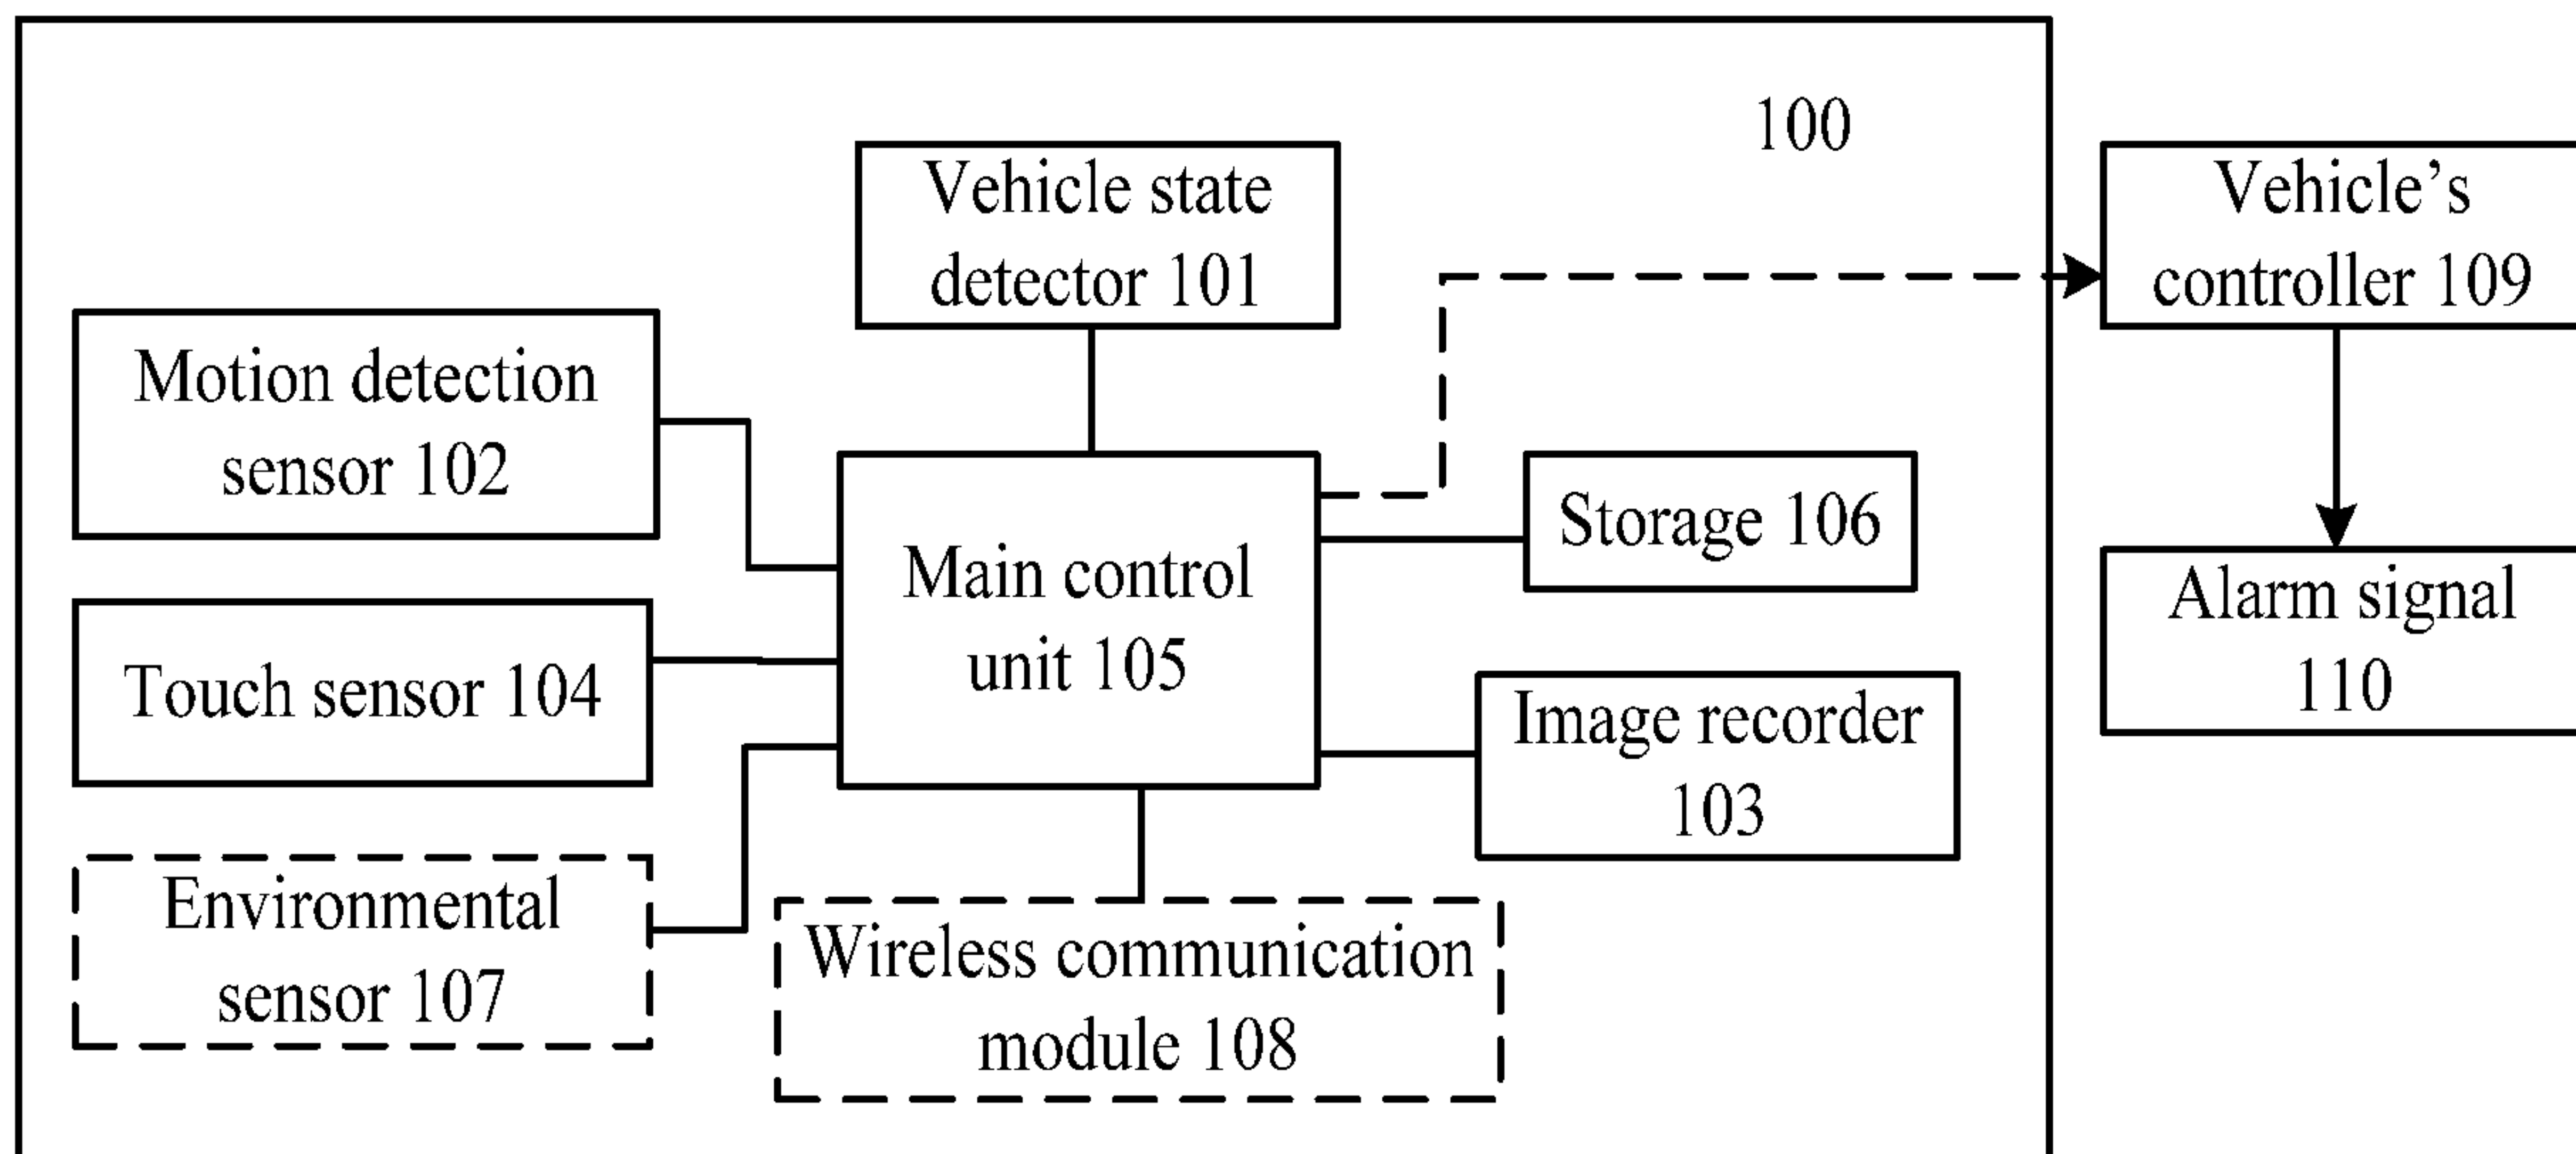 100
Vehicle state
detector 101
Vehicle’s
controller 109
Motion detection
sensor 102
Storage 106
Main control
unit 105
Alarm signal
110
Touch sensor 104
Image recorder
103
Environmental
sensor 107
Wireless communication
module 108